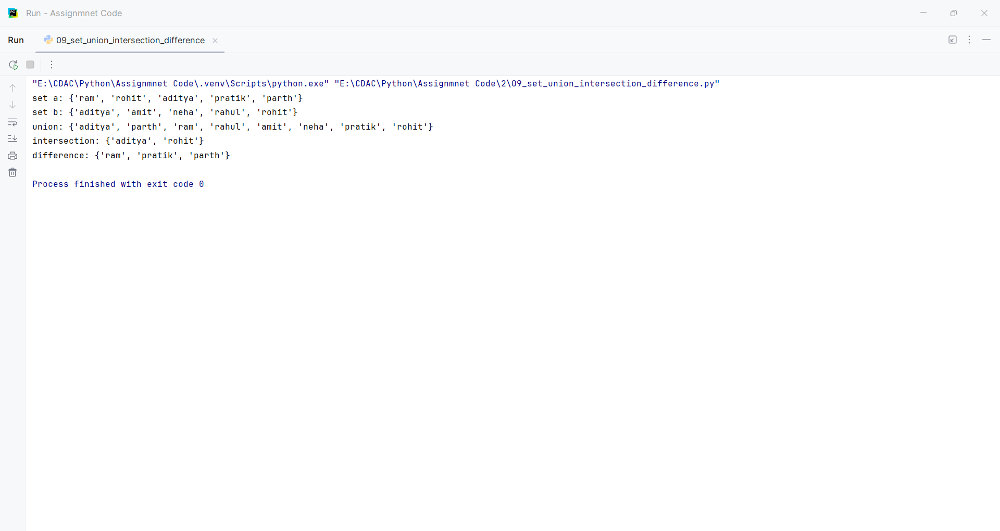 Run - Assignmnet Code
Run 09_set_union_intersection_difference
"E:\CDAC\Python\Assignmnet Code\.venv\Scripts\python.exe" "E:\CDAC\Python\Assignmnet Code\2\09_set_union_intersection_difference.py"
set a: {'ram', 'rohit', 'aditya', 'pratik', 'parth'}
set b: {'aditya', 'amit', 'neha', 'rahul', 'rohit'}
union: {'aditya', 'parth', 'ram', 'rahul', 'amit', 'neha', 'pratik', 'rohit'}
intersection: {'aditya', 'rohit'}
difference: {'ram', 'pratik', 'parth'}
Process finished with exit code 0